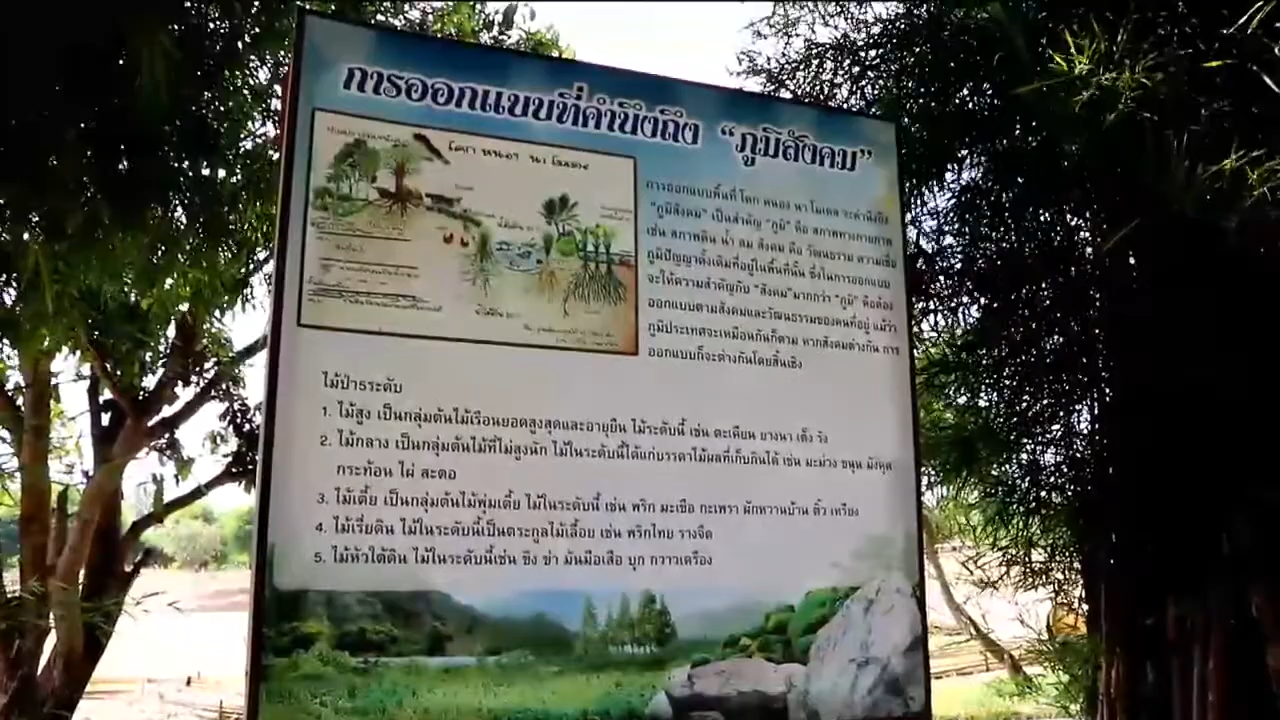 การออกแบบที่คำนึงถึง “ภูมิสังคม”
โคก หนอง นา โมเดล
การออกแบบพื้นที่ โคก หนอง นา โมเดล จะคำนึงถึง
“ภูมิสังคม” เป็นสำคัญ “ภูมิ” คือ สภาพทางกายภาพ
เช่น สภาพดิน น้ำ ลม สังคม คือ วัฒนธรรม ความเชื่อ
ภูมิปัญญาดั้งเดิมที่อยู่ในพื้นที่นั้น ซึ่งในการออกแบบ
จะให้ความสำคัญกับ “สังคม”มากกว่า “ภูมิ” คือต้อง
ออกแบบตามสังคมและวัฒนธรรมของคนที่อยู่ แม้ว่า
ภูมิประเทศจะเหมือนกันก็ตาม หากสังคมต่างกัน การ
ออกแบบก็จะต่างกันโดยสิ้นเชิง
ไม้ป่า5ระดับ
1. ไม้สูง เป็นกลุ่มต้นไม้เรือนยอดสูงสุดและอายุยืน ไม้ระดับนี้ เช่น ตะเคียน ยางนา เต็ง รัง
2. ไม้กลาง เป็นกลุ่มต้นไม้ที่ไม่สูงนัก ไม้ในระดับนี้ได้แก่บรรดาไม้ผลที่เก็บกินได้ เช่น มะม่วง ขนุน มังคุด
กระท้อน ไผ่ สะตอ
3. ไม้เตี้ย เป็นกลุ่มต้นไม้พุ่มเตี้ย ไม้ในระดับนี้ เช่น พริก มะเขือ กะเพรา ผักหวานบ้าน ติ้ว เหรียง
4. ไม้เรี่ยดิน ไม้ในระดับนี้เป็นตระกูลไม้เลื้อย เช่น พริกไทย รางจืด
5. ไม้หัวใต้ดิน ไม้ในระดับนี้เช่น ขิง ข่า มันมือเสือ บุก กวาวเครือง